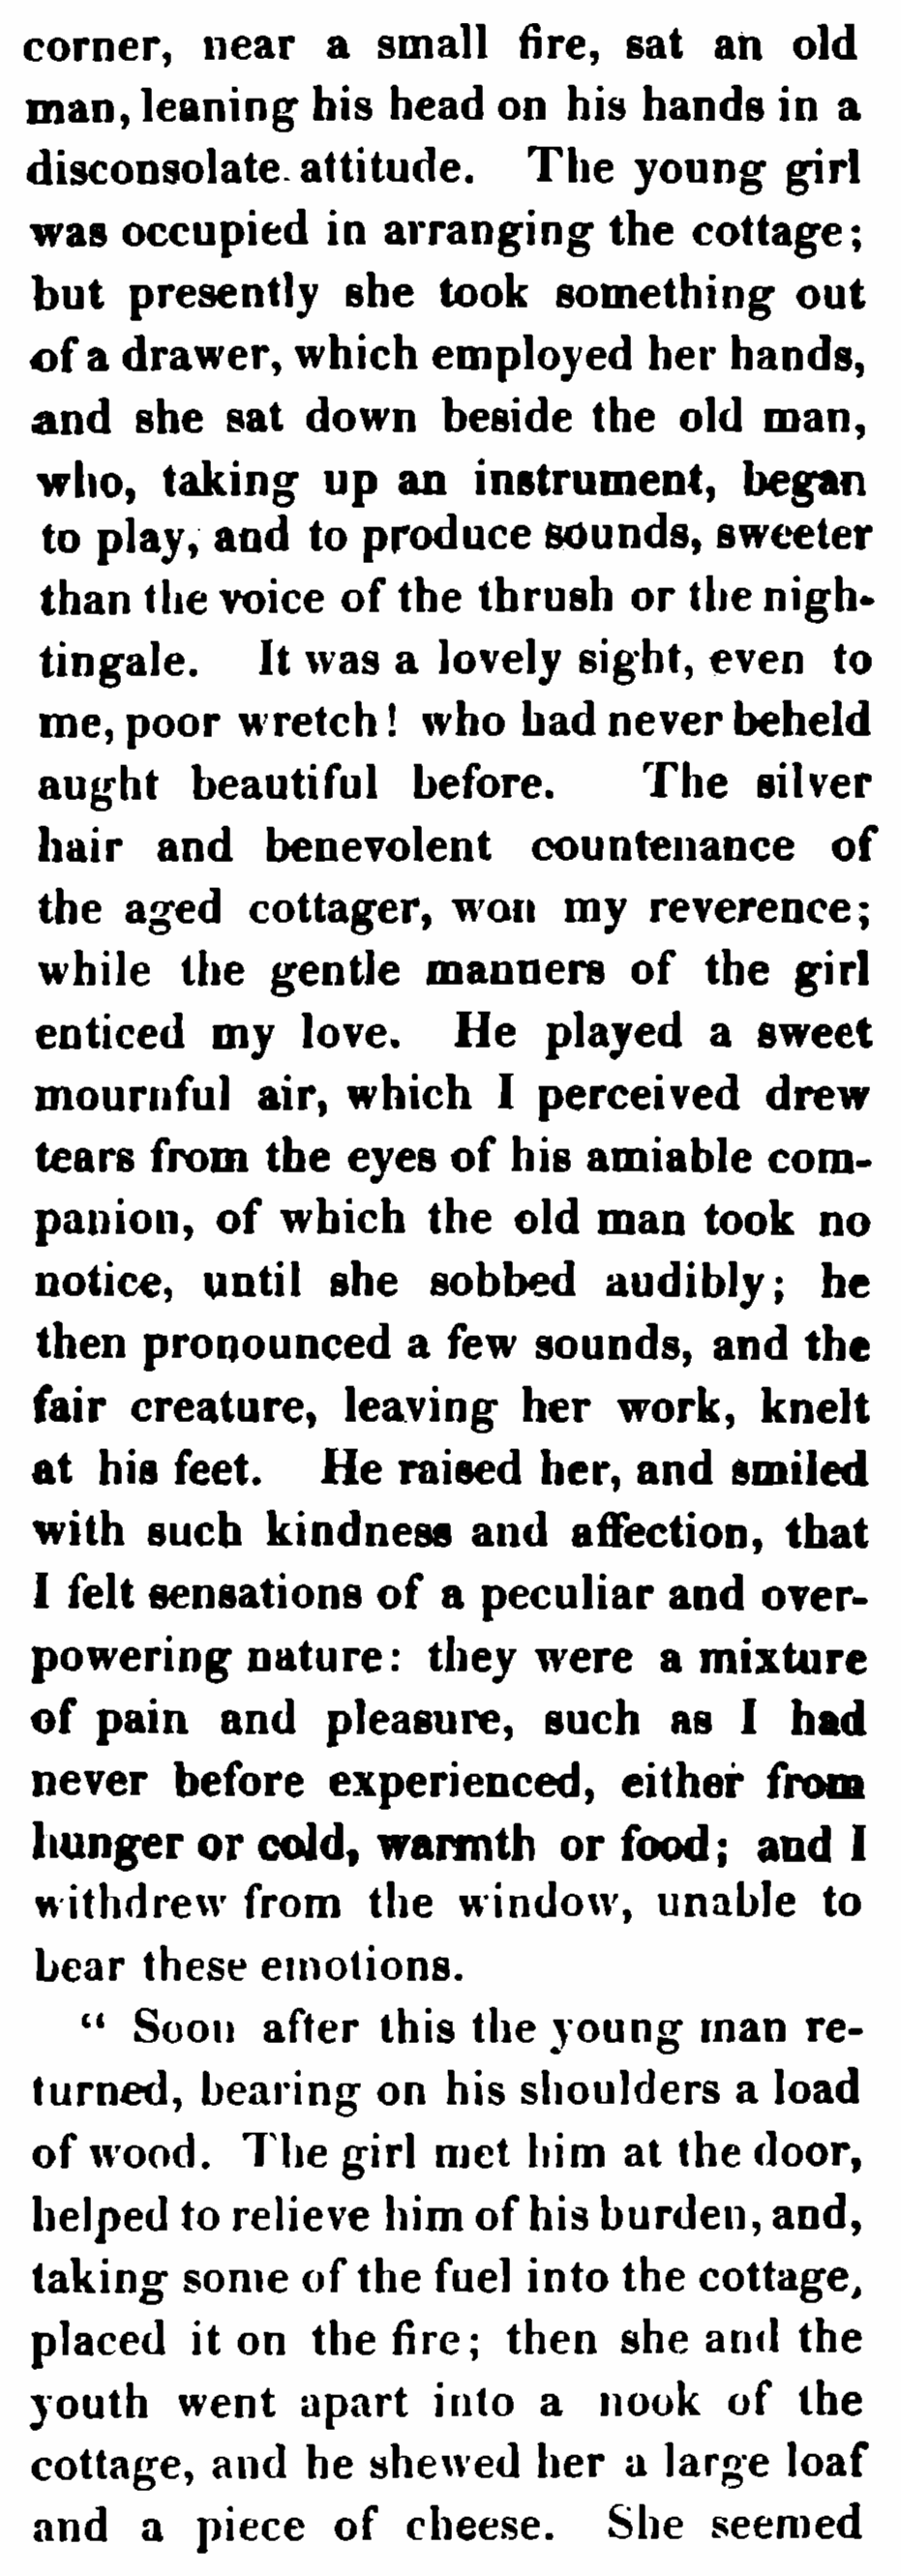 corner, near a small fire, sat an old
man, leaning his head on his hands in a
disconsolate attitude. The young girl
was occupied in arranging the cottage;
but presently she took something out
of a drawer, which employed her hands,
and she sat down beside the old man,
who, taking up an instrument, began
to play, and to produce sounds, sweeter
than the voice of the thrush or the nigh-
tingale. It was a lovely sight, even to
me, poor wretch! who had never beheld
aught beautiful before. The silver
hair and benevolent countenance of
the aged cottager, won my reverence;
while the gentle manners of the girl
enticed my love. He played a sweet
mournful air, which I perceived drew
tears from the eyes of his amiable com-
panion, of which the old man took no
notice, until she sobbed audibly; he
then pronounced a few sounds, and the
fair creature, leaving her work, knelt
at his feet. He raised her, and smiled
with such kindness and affection, that
I felt sensations of a peculiar and over-
powering nature: they were a mixture
of pain and pleasure, such as I had
never before experienced, either from
hunger or cold, warmth or food; and I
withdrew from the window, unable to
bear these emotions.
“ Soon after this the young man re-
turned, bearing on his shoulders a load
of wood. The girl met him at the door,
helped to relieve him of his burden, and,
taking some of the fuel into the cottage,
placed it on the fire; then she and the
youth went apart into a nook of the
cottage, and he shewed her a large loaf
and a piece of cheese. She seemed